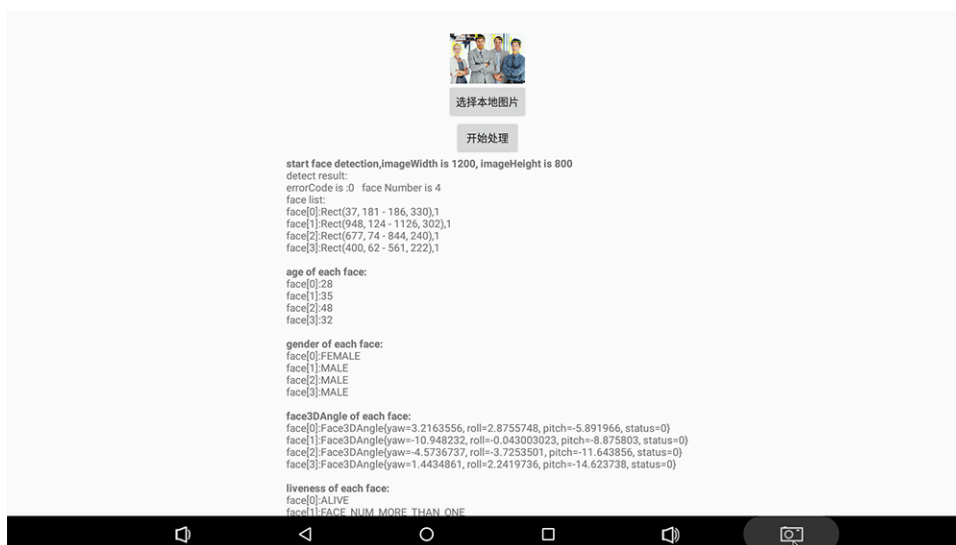 选择本地图片
开始处理
start face detection,imageWidth is 1200, imageHeight is 800
detect result:
errorCode is :0 face Number is 4
face list:
face[0]:Rect(37, 181 - 186, 330),1
face[1]:Rect(948, 124 - 1126, 302),1
face[2]:Rect(677, 74 - 844, 240),1
face[3]:Rect(400, 62 - 561, 222),1
age of each face:
face[0]:28
face[1]:35
face[2]:48
face[3]:32
gender of each face:
face[0]:FEMALE
face[1]:MALE
face[2]:MALE
face[3]:MALE
face3DAngle of each face:
face[0]:Face3DAngle{yaw=3.2163556, roll=2.8755748, pitch=-5.891966, status=0}
face[1]:Face3DAngle{yaw=-10.948232, roll=-0.043003023, pitch=-8.875803, status=0}
face[2]:Face3DAngle{yaw=-4.5736737, roll=-3.7253501, pitch=-11.643856, status=0}
face[3]:Face3DAngle{yaw=1.4434861, roll=2.2419736, pitch=-14.623738, status=0}
liveness of each face:
face[0]:ALIVE
face[1]:FACE_NUM_MORE_THAN_ONE